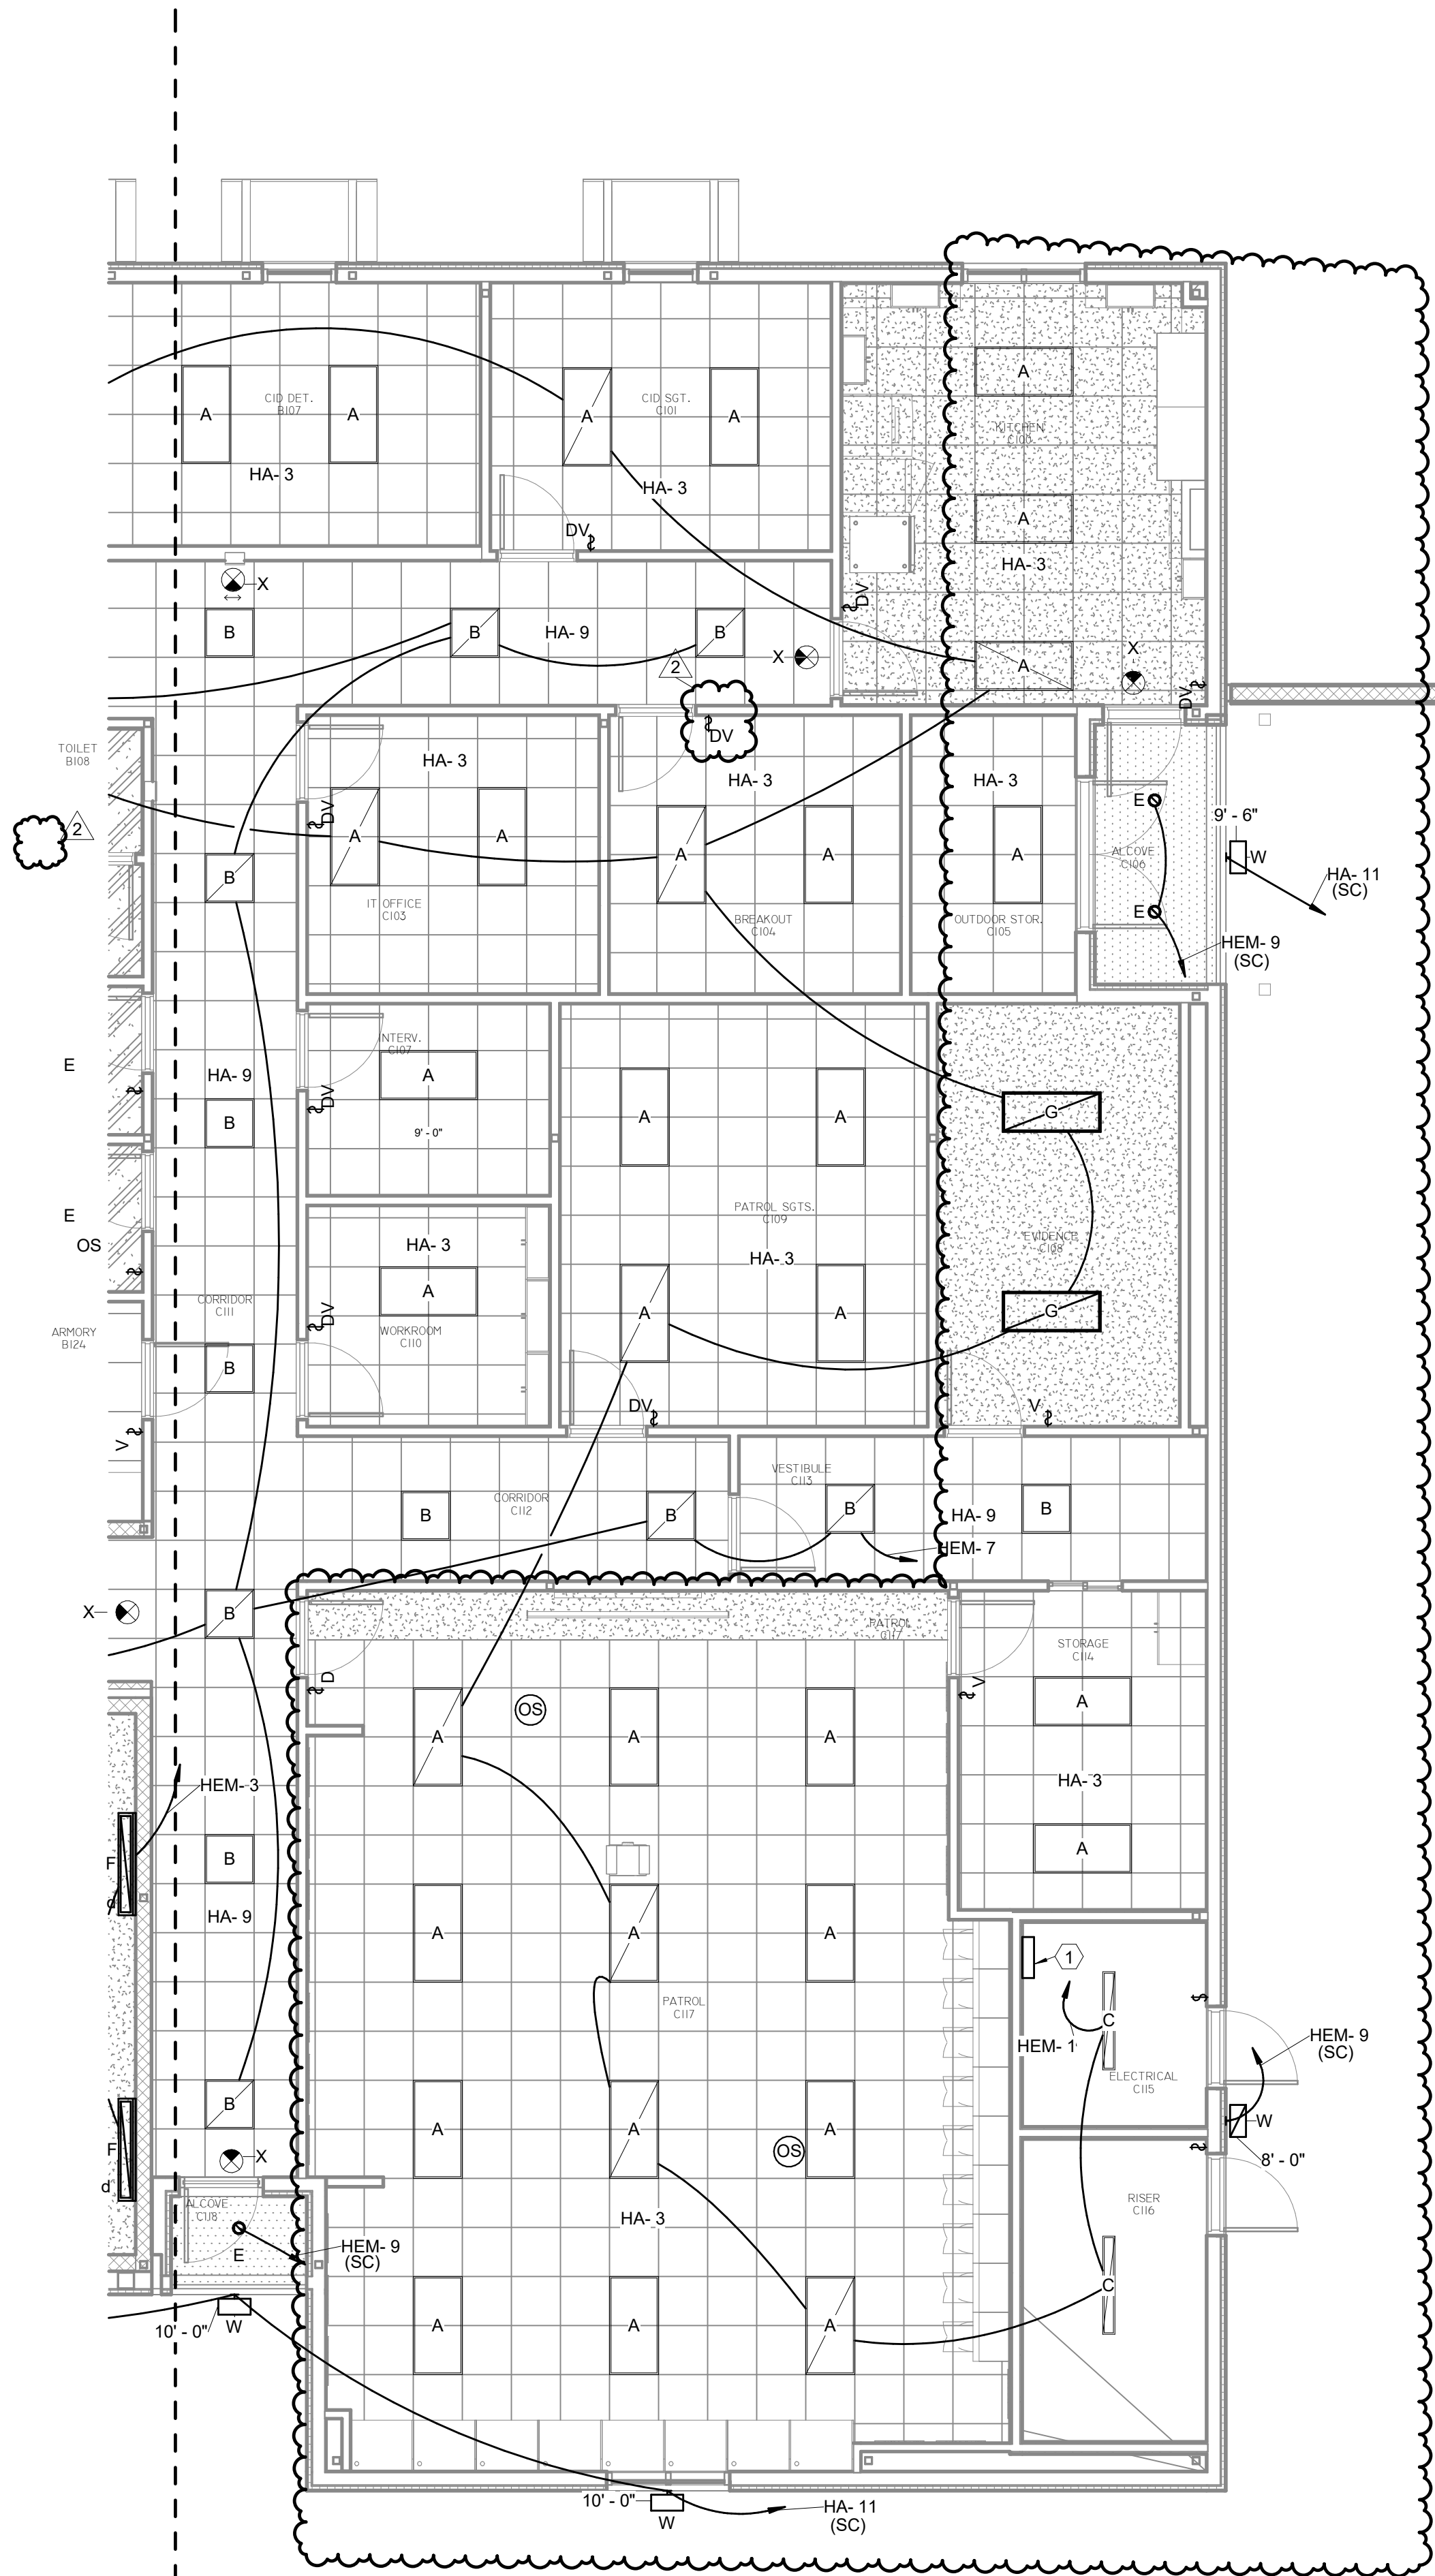 CID DET.
B107
A
A
HA- 3
CID SGT.
C101
A
A
HA- 3
DV
A
KITCHEN
C100
A
HA- 3
DV
A
X
DV
X
B
B
HA- 9
B
X
2
DV
TOILET
B108
2
HA- 3
DV
A
A
IT OFFICE
C103
B
HA- 3
A
A
BREAKOUT
C104
HA- 3
A
OUTDOOR STOR.
C105
E
ALCOVE
C106
E
9' - 6"
W
HA- 11
(SC)
HEM- 9
(SC)
E
HA- 9
B
INTERV.
C107
A
DV
9' - 0"
A
A
PATROL SGTS.
C109
HA- 3
A
A
DV
G
EVIDENCE
C108
G
V
E
OS
HA- 3
A
DV
WORKROOM
C110
CORRIDOR
C111
ARMORY
B124
B
V
B
CORRIDOR
C112
B
VESTIBULE
C113
B
HA- 9
B
HEM- 7
X
B
PATROL
C117
D
STORAGE
C114
V
A
HA- 3
A
OS
A
A
A
HEM- 3
F
d
B
HA- 9
A
A
A
PATROL
C117
1
C
HEM- 1
ELECTRICAL
C115
$
HEM- 9
(SC)
W
8' - 0"
B
A
A
OS
A
F
d
X
ALCOVE
C118
E
HEM- 9
(SC)
HA- 3
RISER
C116
C
10' - 0"
W
A
A
A
10' - 0"
W
HA- 11
(SC)